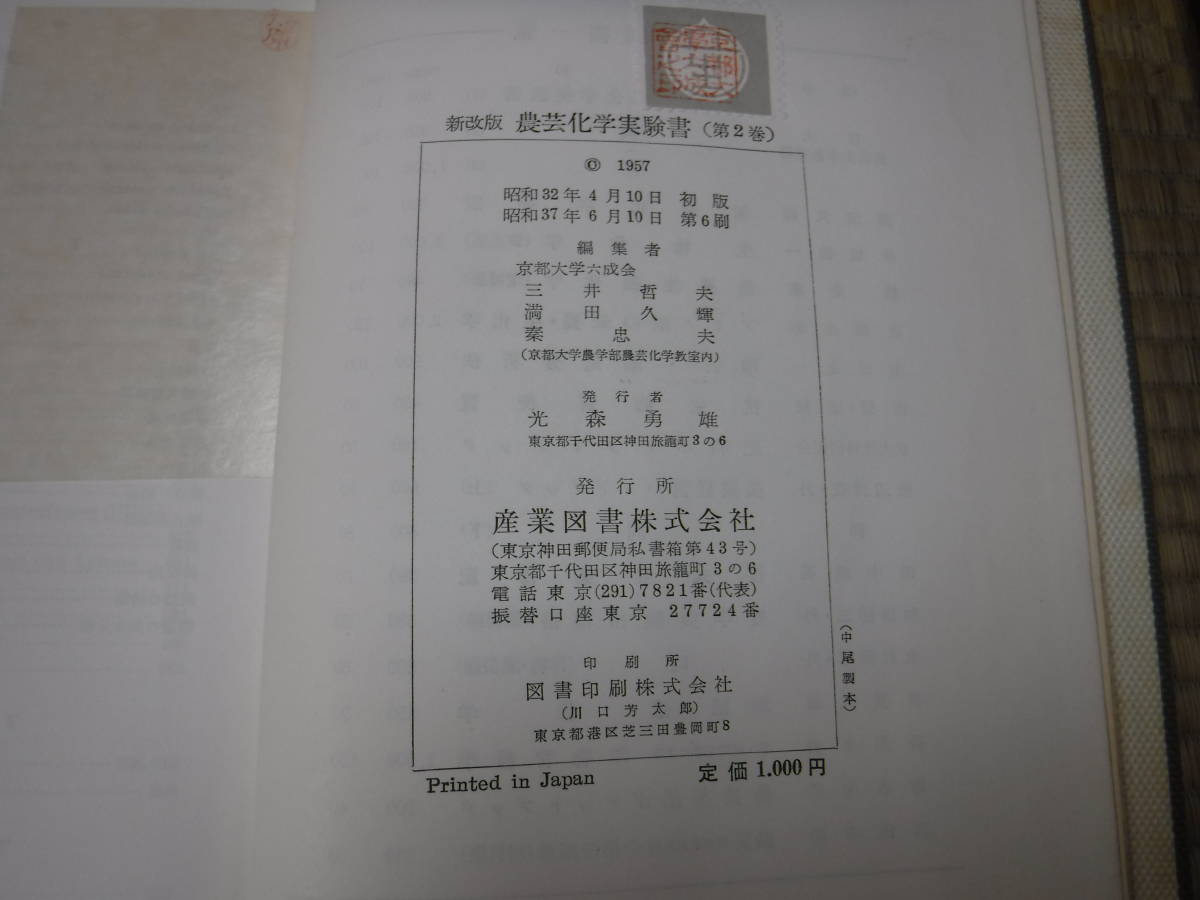 新改版 農芸化学実験書（第2巻）
© 1957
昭和32年4月10日 初版
昭和37年6月10日 第6刷
編集者
京都大学六成会
三井哲夫
満田久輝
秦忠夫
（京都大学農学部農芸化学教室内）
発行者
光森勇雄
東京都千代田区神田旅籠町3の6
発行所
産業図書株式会社
（東京神田郵便局私書箱第43号）
東京都千代田区神田旅籠町3の6
電話東京(291)7821番(代表)
振替口座東京 27724番
印刷所
図書印刷株式会社
（川口芳太郎）
東京都港区芝三田豊岡町8
（中尾製本）
Printed in Japan
定価 1.000円